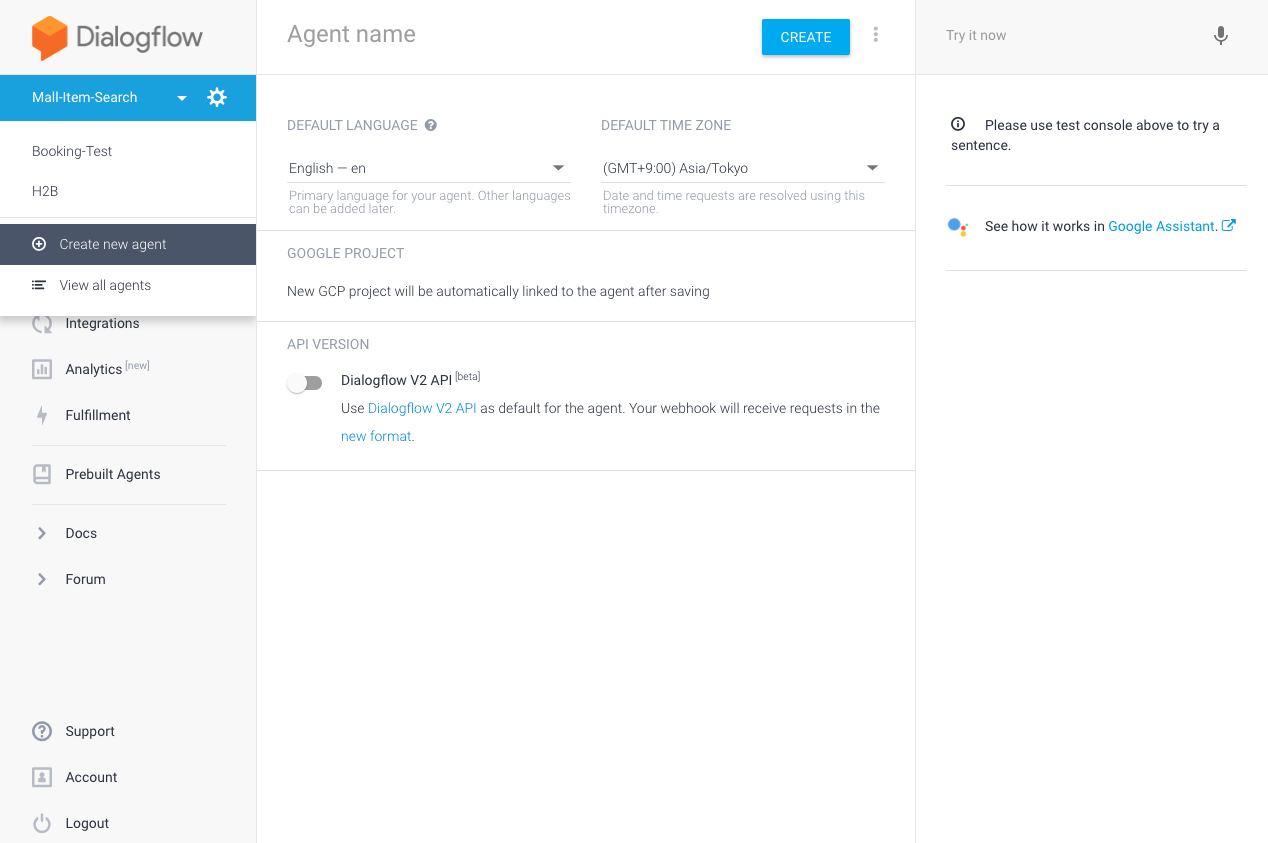 Dialogflow
Mall-Item-Search
Booking-Test
H2B
Create new agent
View all agents
Integrations
Analytics [new]
Fulfillment
Prebuilt Agents
Docs
Forum
Support
Account
Logout
Agent name
CREATE
DEFAULT LANGUAGE
English — en
Primary language for your agent. Other languages
can be added later.
DEFAULT TIME ZONE
(GMT+9:00) Asia/Tokyo
Date and time requests are resolved using this
timezone.
GOOGLE PROJECT
New GCP project will be automatically linked to the agent after saving
API VERSION
Dialogflow V2 API [beta]
Use Dialogflow V2 API as default for the agent. Your webhook will receive requests in the
new format.
Try it now
Please use test console above to try a
sentence.
See how it works in Google Assistant.